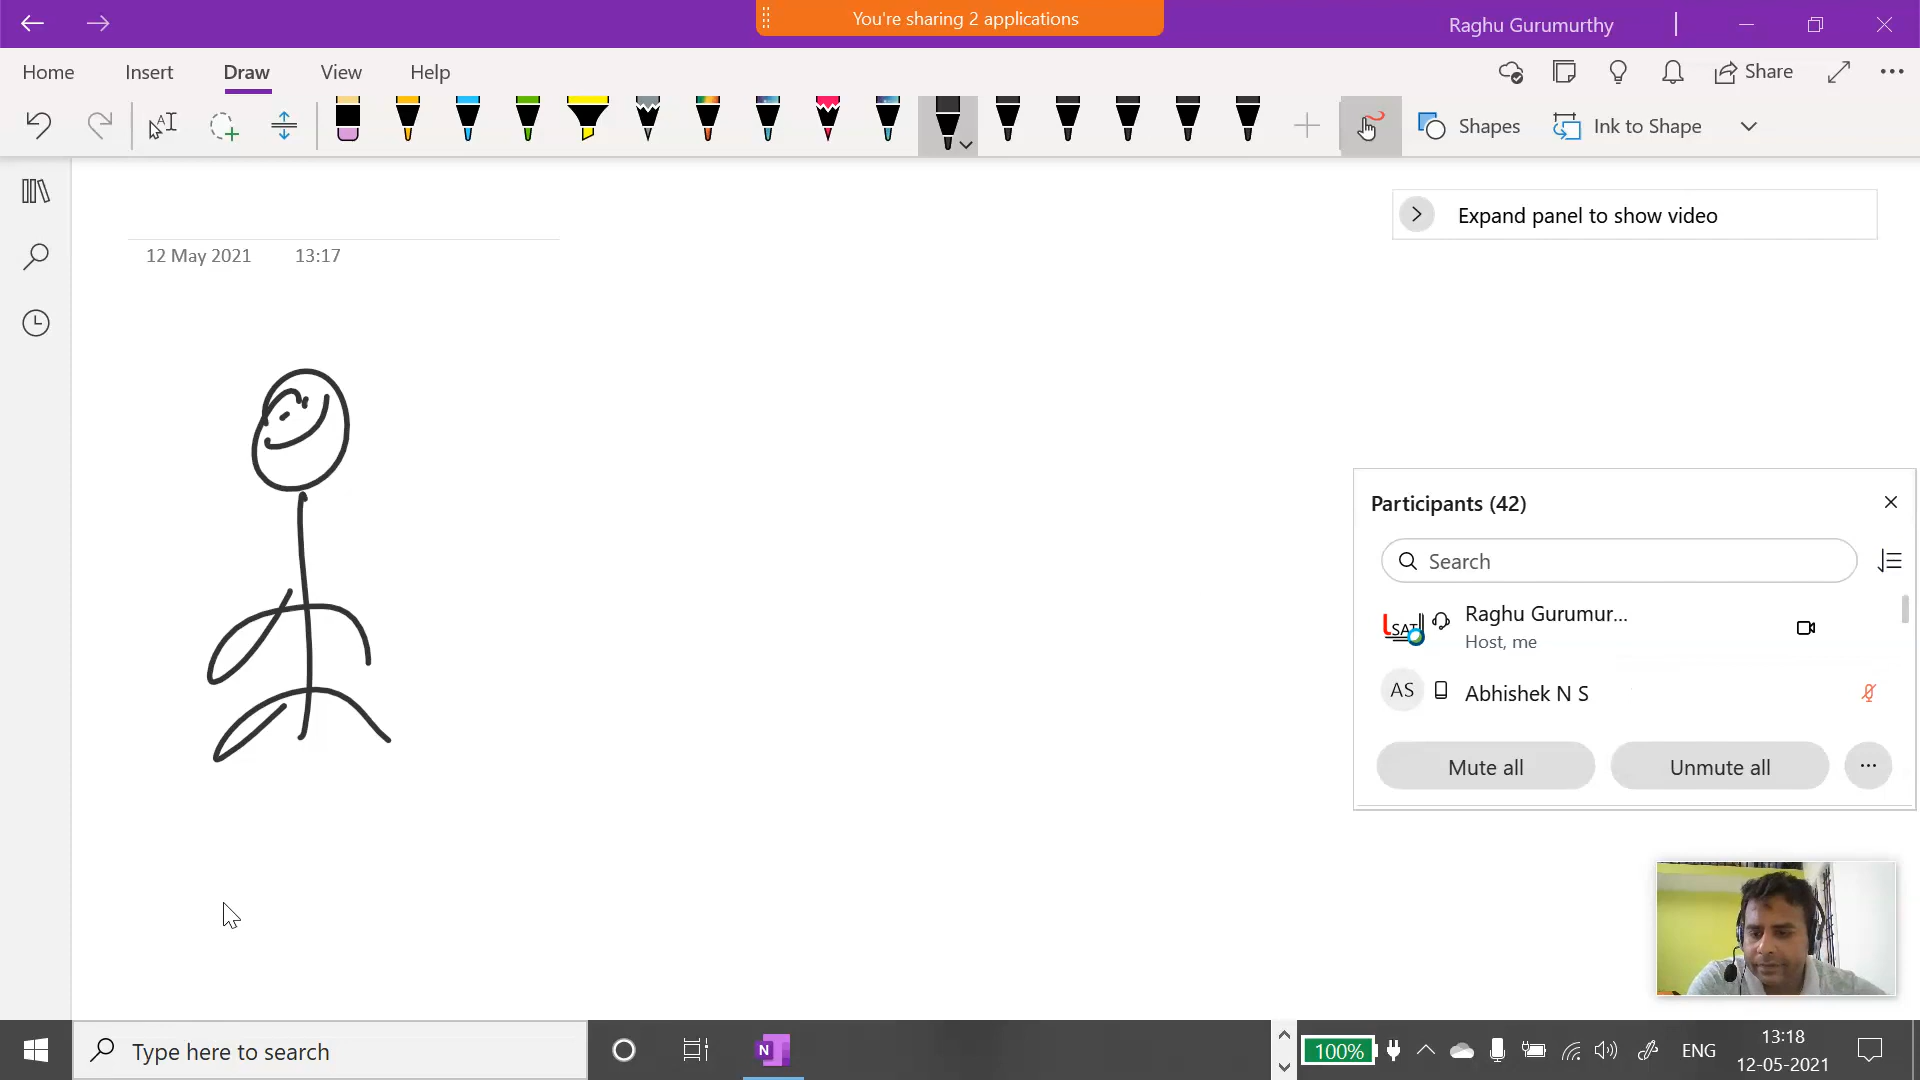 You're sharing 2 applications
Raghu Gurumurthy
Home Insert Draw View Help
Share
Shapes
Ink to Shape
Expand panel to show video
12 May 2021 13:17
Participants (42)
Search
LSAT
Raghu Gurumur...
Host, me
AS
Abhishek N S
Mute all
Unmute all
N
Type here to search
100%
ENG
13:18
12-05-2021